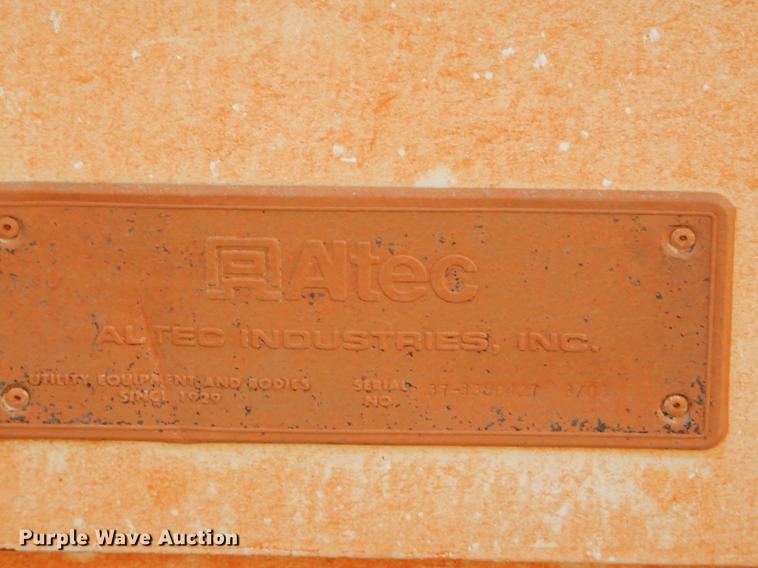 Altec
ALTEC INDUSTRIES, INC.
UTILITY EQUIPMENT AND BODIES
SINCE 1929
SERIAL
NO.
Purple Wave Auction